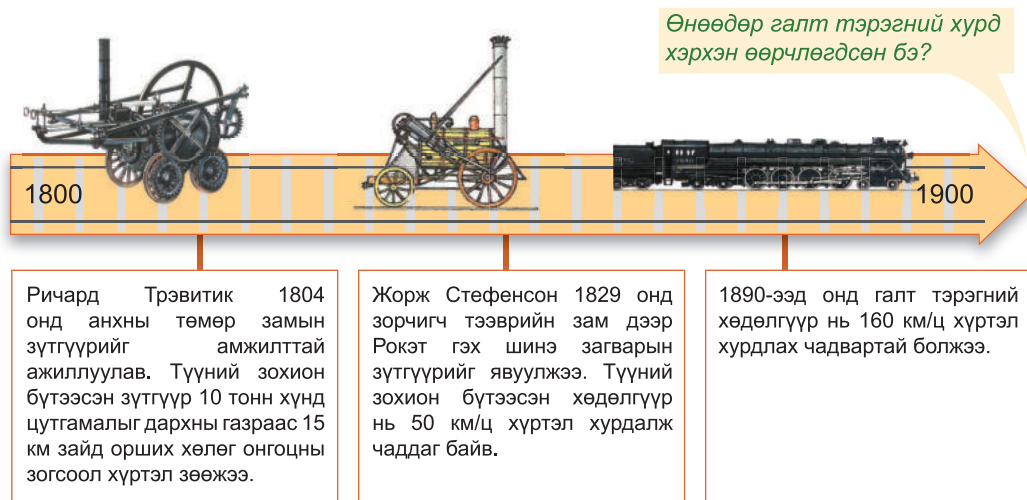 Өнөөдөр галт тэрэгний хурд
хэрхэн өөрчлөгдсөн бэ?
1800
1900
Ричард Трэвитик 1804
онд анхны төмөр замын
зүтгүүрийг амжилттай
ажиллуулав. Түүний зохион
бүтээсэн зүтгүүр 10 тонн хүнд
цутгамалыг дархны газраас 15
км зайд орших хөлөг онгоцны
зогсоол хүртэл зөөжээ.
Жорж Стефенсон 1829 онд
зорчигч тээврийн зам дээр
Рокэт гэх шинэ загварын
зүтгүүрийг явуулжээ. Түүний
зохион бүтээсэн хөдөлгүүр
нь 50 км/ц хүртэл хурдалж
чаддаг байв.
1890-ээд онд галт тэрэгний
хөдөлгүүр нь 160 км/ц хүртэл
хурдлах чадвартай болжээ.